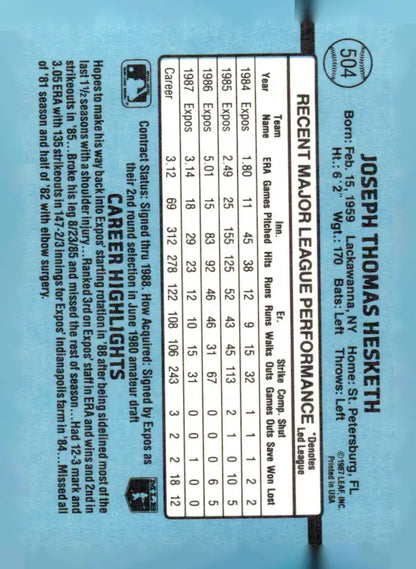 504
JOSEPH THOMAS HESKETH
Born: Feb. 15, 1959 Lackawanna, NY Home: St. Petersburg, FL
Ht.: 6'2" Wgt.: 170 Bats: Left Throws: Left
©1987 LEAF, INC.
Printed in USA
RECENT MAJOR LEAGUE PERFORMANCE
*Denotes
Led League
Team Inn. Er. Strike Comp. Shut
Year Name ERA Games Pitched Hits Runs Runs Walks Outs Games Outs Save Won Lost
1984 Expos 1.80 11 45 38 12 9 15 32 1 1 1 2 2
1985 Expos 2.49 25 155 125 52 43 45 113 2 1 0 10 5
1986 Expos 5.01 15 83 92 46 46 31 67 0 0 0 6 5
1987 Expos 3.14 18 29 23 12 10 15 31 0 0 1 0 0
Career 3.12 69 312 278 122 108 106 243 3 2 2 18 12
Contract Status: Signed thru 1988. How Acquired: Signed by Expos as
their 2nd round selection in June 1980 amateur draft
CAREER HIGHLIGHTS
MLB
Hopes to make his way back into Expos' starting rotation in '88 after being sidelined most of the
last 1½ seasons with a shoulder injury...Ranked 3rd on Expos' staff in ERA and wins and 2nd in
strikeouts in '85...Broke his leg 8/23/85 and missed the rest of season...Had 12-3 mark and
3.05 ERA with 135 strikeouts in 147-2/3 innings for Expos' Indianapolis farm in '84...Missed all
of '81 season and half of '82 with elbow surgery.